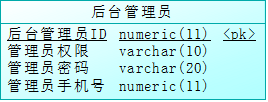 后台管理员
后台管理员ID numeric(11) <pk>
管理员权限 varchar(10)
管理员密码 varchar(20)
管理员手机号 numeric(11)